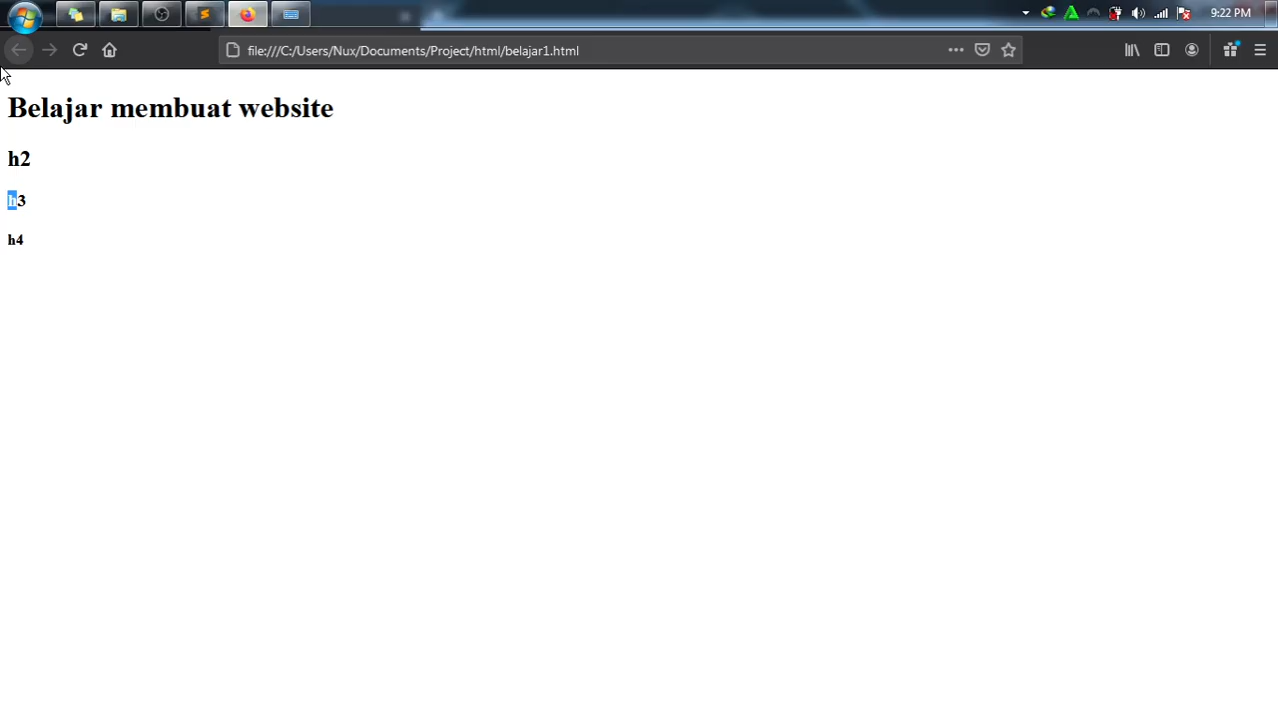 9:22 PM
file:///C:/Users/Nux/Documents/Project/html/belajar1.html
Belajar membuat website
h2
h3
h4